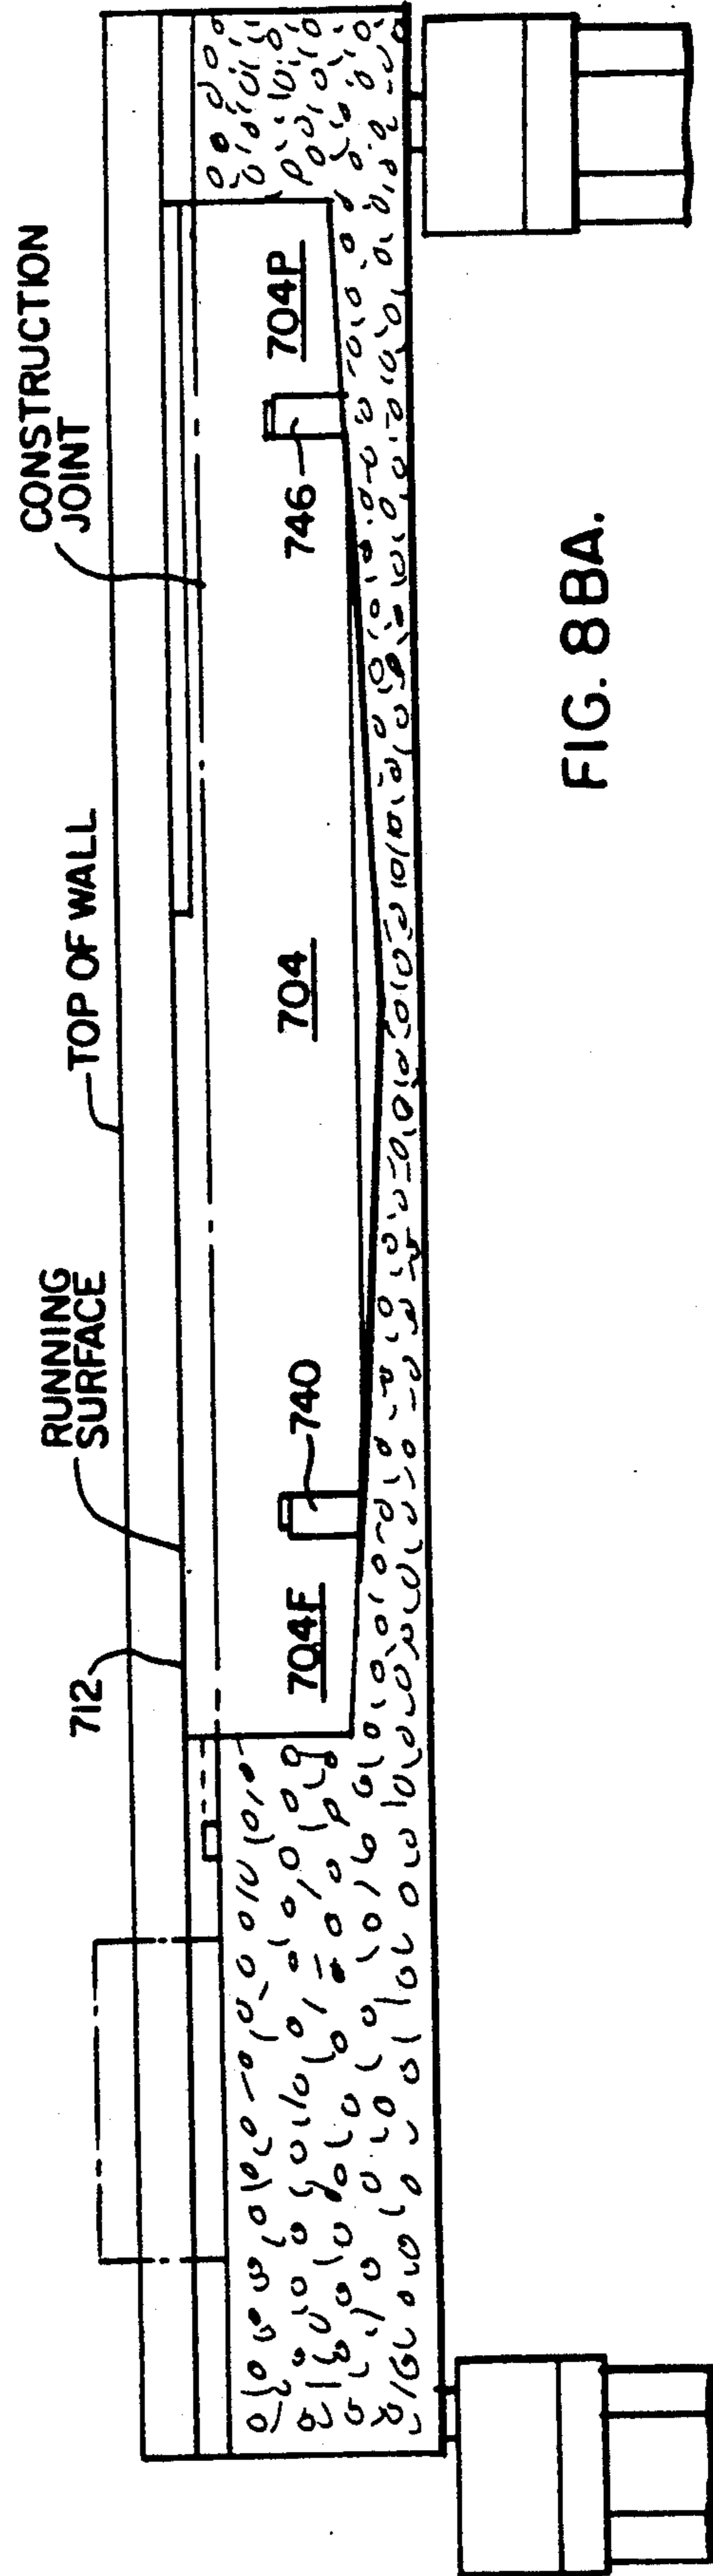 CONSTRUCTION
JOINT
TOP OF WALL
RUNNING
SURFACE
712
704F
740
704
746
704P
FIG. 8BA.